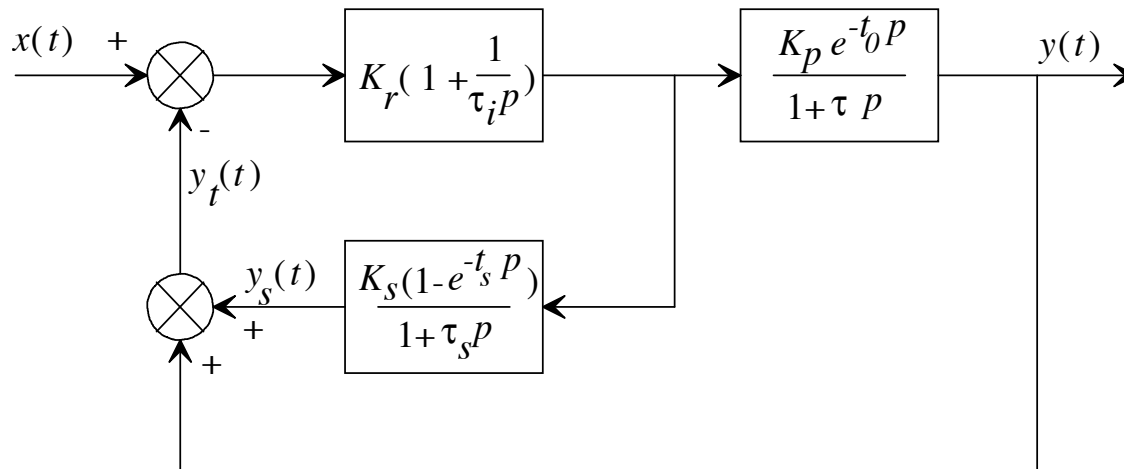 x(t) +
-
K_r( 1 + 1/(τ_i p) )
K_p e^{-t_0 p}
1+ τ p
y(t)
y_t(t)
y_s(t)
+
+
K_s(1-e^{-t_s p})
1+ τ_s p